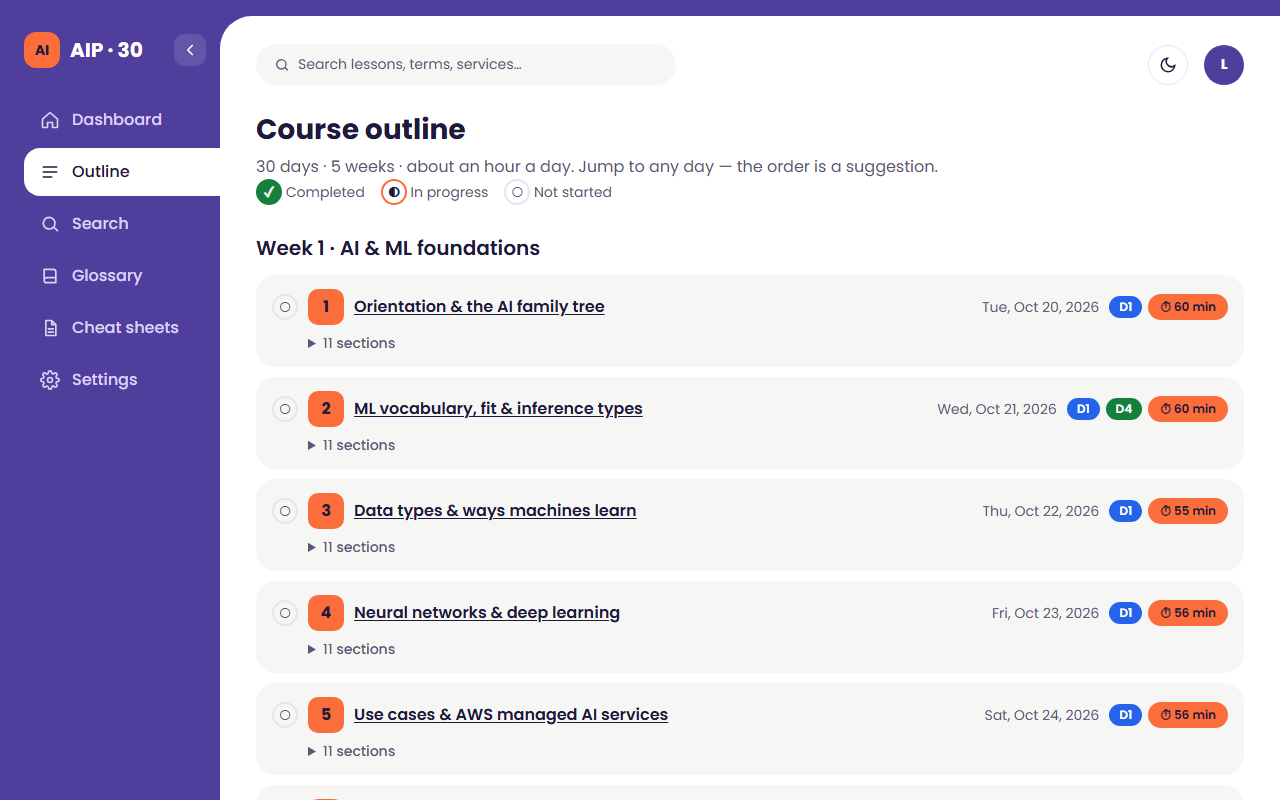 AI AIP · 30
Dashboard
Outline
Search
Glossary
Cheat sheets
Settings
Search lessons, terms, services…
L
Course outline
30 days · 5 weeks · about an hour a day. Jump to any day — the order is a suggestion.
Completed In progress Not started
Week 1 · AI & ML foundations
1 Orientation & the AI family tree Tue, Oct 20, 2026 D1 60 min
11 sections
2 ML vocabulary, fit & inference types Wed, Oct 21, 2026 D1 D4 60 min
11 sections
3 Data types & ways machines learn Thu, Oct 22, 2026 D1 55 min
11 sections
4 Neural networks & deep learning Fri, Oct 23, 2026 D1 56 min
11 sections
5 Use cases & AWS managed AI services Sat, Oct 24, 2026 D1 56 min
11 sections